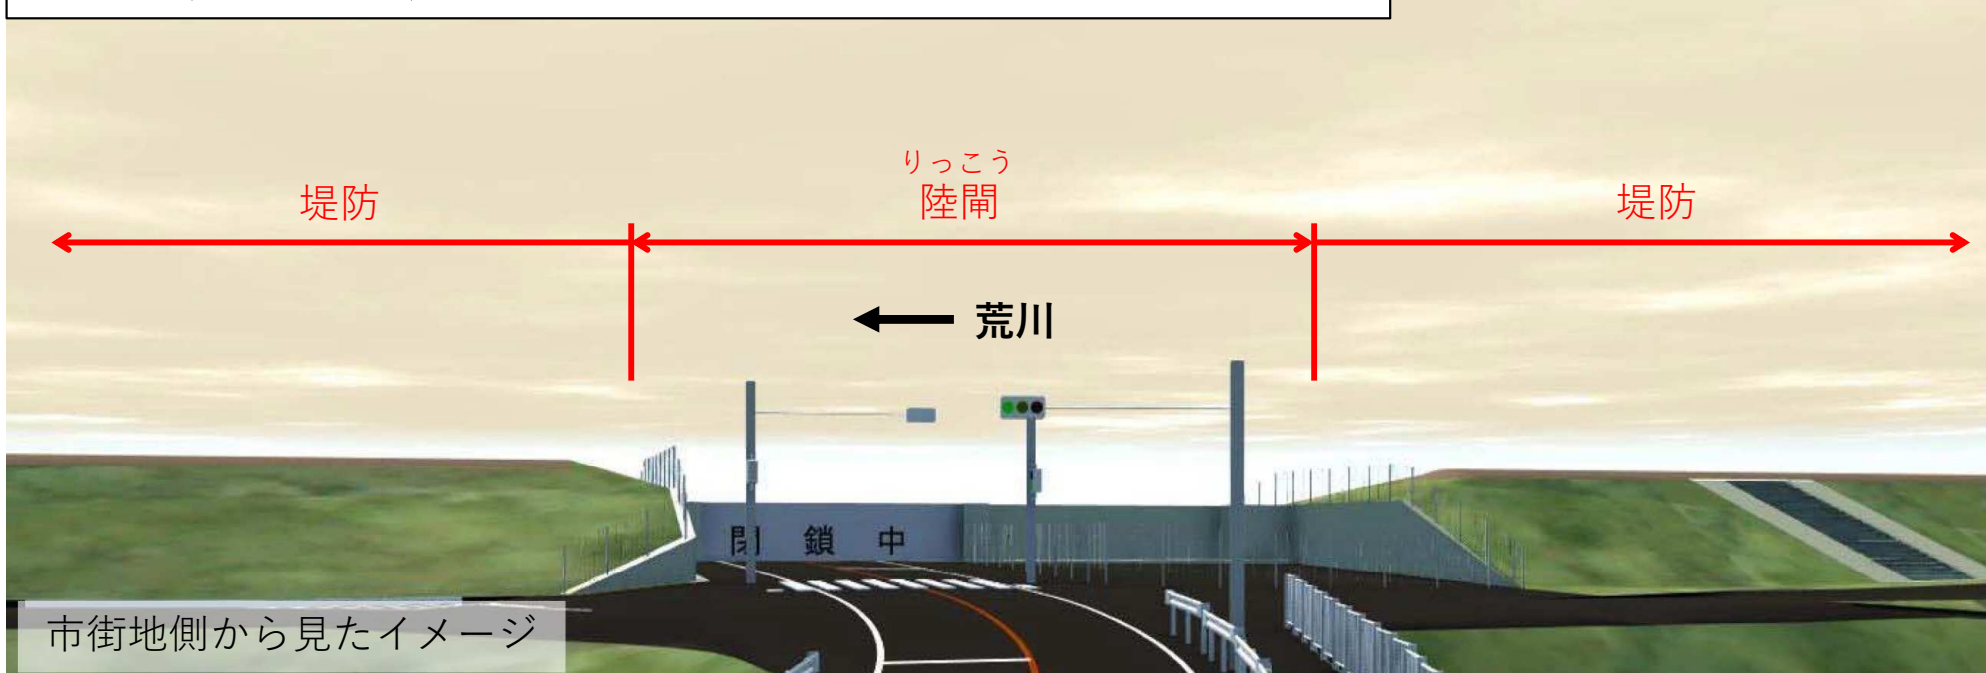 りっこう
堤防 陸閘 堤防
荒川
閉鎖中
市街地側から見たイメージ